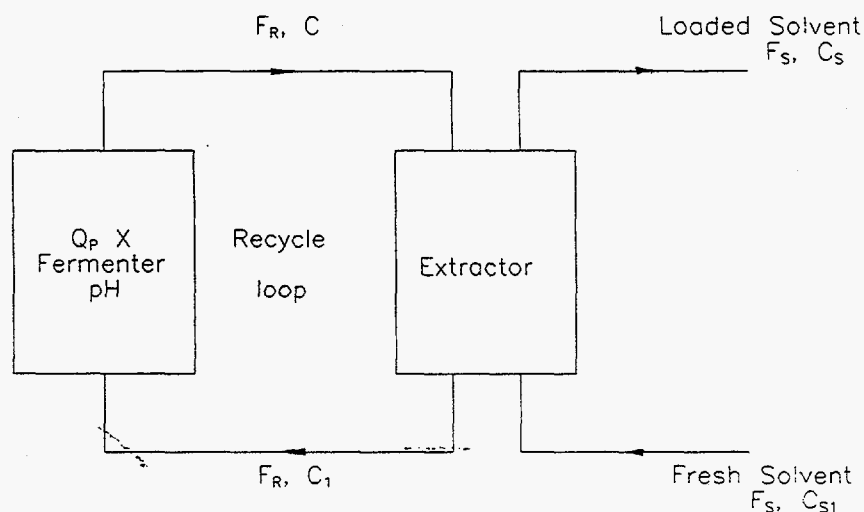 F_R, C
Loaded Solvent
F_S, C_S
Q_P X
Fermenter
pH
Recycle
loop
Extractor
F_R, C_1
Fresh Solvent
F_S, C_S1